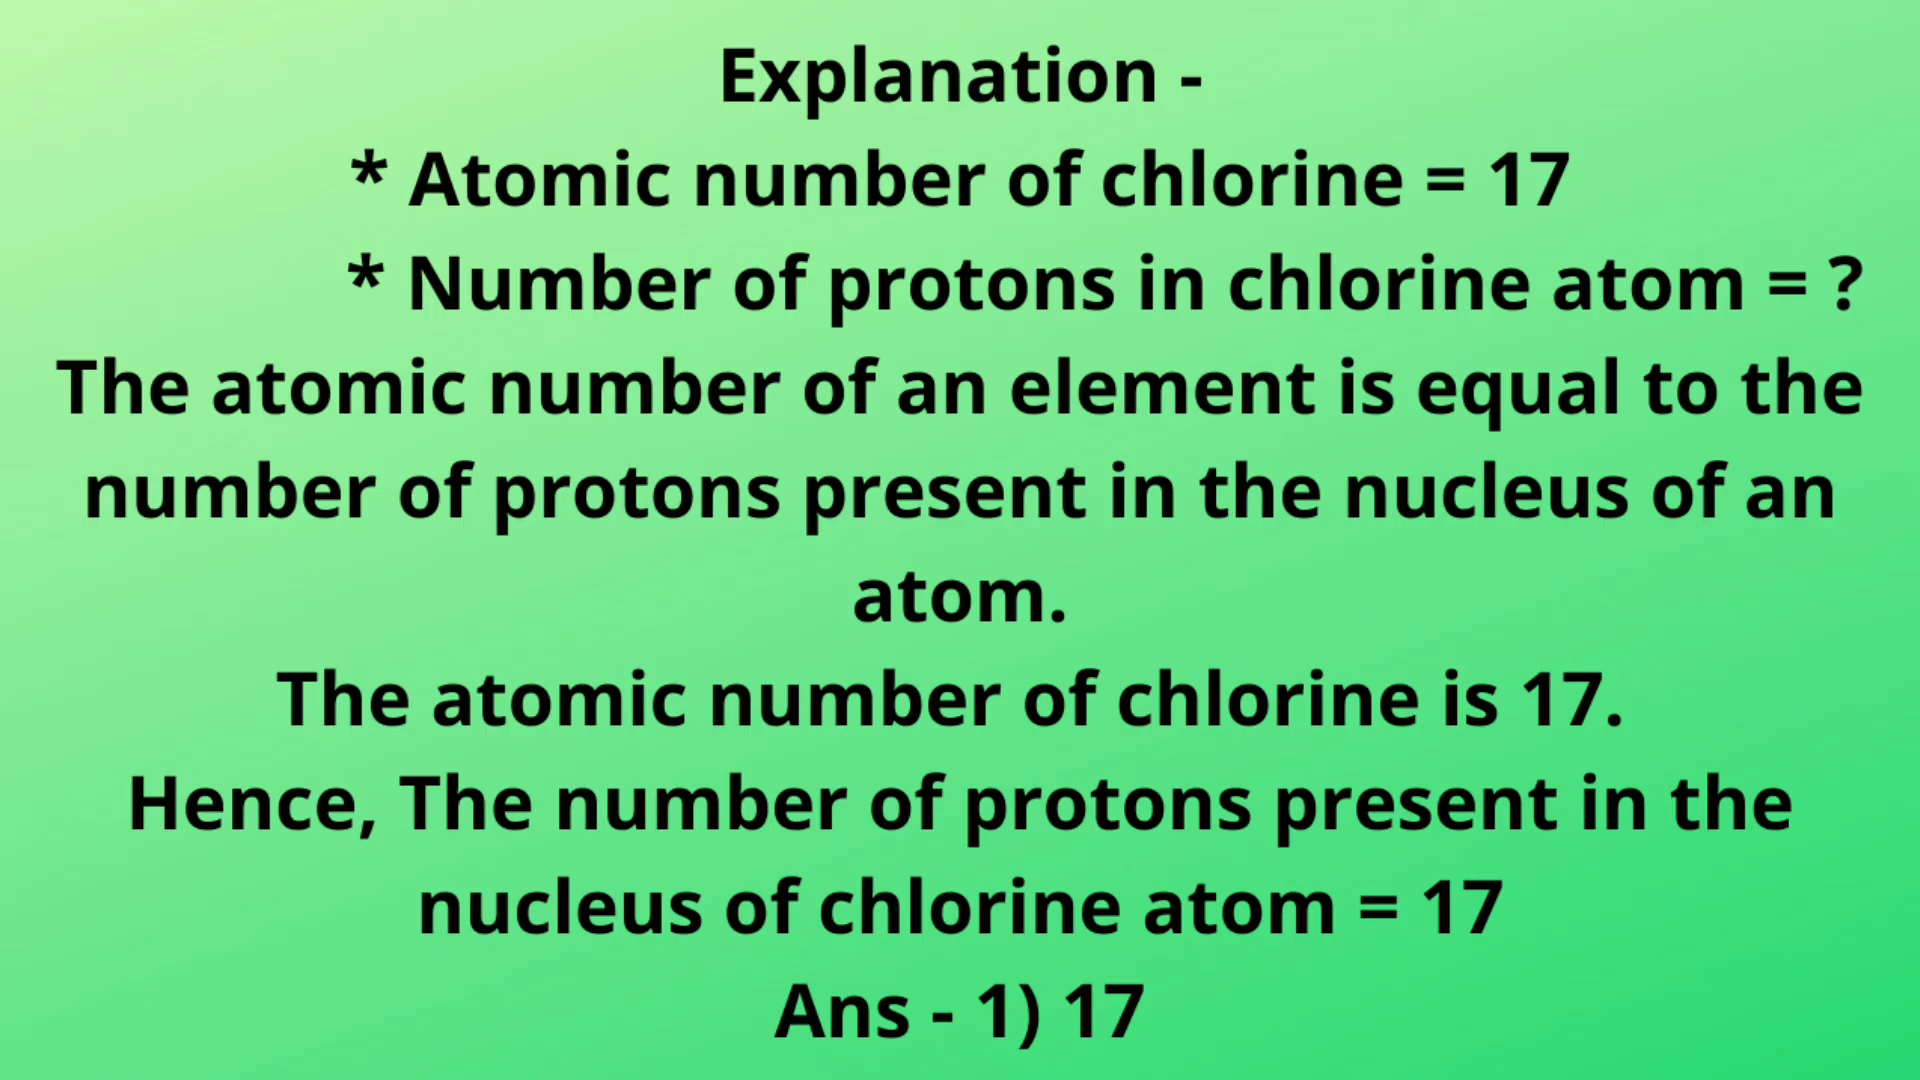 Explanation -
* Atomic number of chlorine = 17
* Number of protons in chlorine atom = ?
The atomic number of an element is equal to the
number of protons present in the nucleus of an
atom.
The atomic number of chlorine is 17.
Hence, The number of protons present in the
nucleus of chlorine atom = 17
Ans - 1) 17